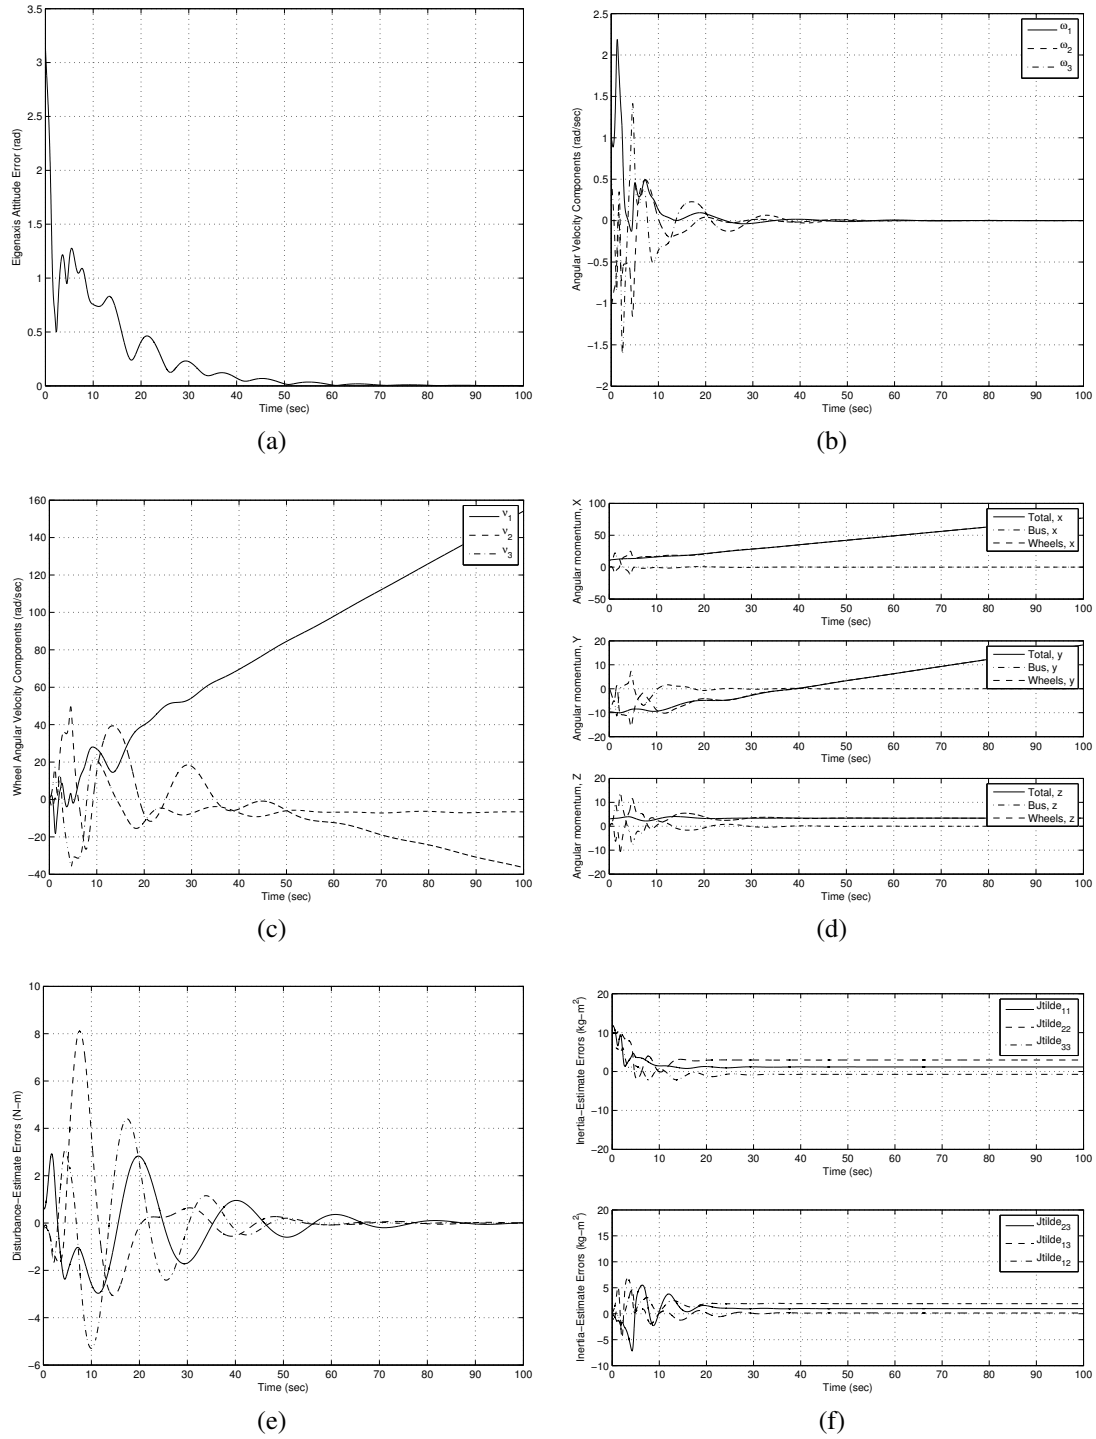 3.5
3
2.5
2
1.5
1
0.5
0
Eigenaxis Attitude Error (rad)
0 10 20 30 40 50 60 70 80 90 100
Time (sec)
(a)
2.5
2
1.5
1
0.5
0
−0.5
−1
−1.5
−2
Angular Velocity Components (rad/sec)
ω1
ω2
ω3
0 10 20 30 40 50 60 70 80 90 100
Time (sec)
(b)
160
140
120
100
80
60
40
20
0
−20
−40
Wheel Angular Velocity Components (rad/sec)
ν1
ν2
ν3
0 10 20 30 40 50 60 70 80 90 100
Time (sec)
(c)
100
50
0
−50
Angular momentum, X
Total, x
Bus, x
Wheels, x
0 10 20 30 40 50 60 70 80 90 100
Time (sec)
20
10
0
−10
−20
Angular momentum, Y
Total, y
Bus, y
Wheels, y
0 10 20 30 40 50 60 70 80 90 100
Time (sec)
20
10
0
−10
−20
Angular momentum, Z
Total, z
Bus, z
Wheels, z
0 10 20 30 40 50 60 70 80 90 100
Time (sec)
(d)
10
8
6
4
2
0
−2
−4
−6
Disturbance−Estimate Errors (N−m)
0 10 20 30 40 50 60 70 80 90 100
Time (sec)
(e)
20
10
0
−10
−20
Inertia−Estimate Errors (kg−m²)
Jtilde11
Jtilde22
Jtilde33
0 10 20 30 40 50 60 70 80 90 100
Time (sec)
20
15
10
5
0
−5
−10
Inertia−Estimate Errors (kg−m²)
Jtilde23
Jtilde13
Jtilde12
0 10 20 30 40 50 60 70 80 90 100
Time (sec)
(f)